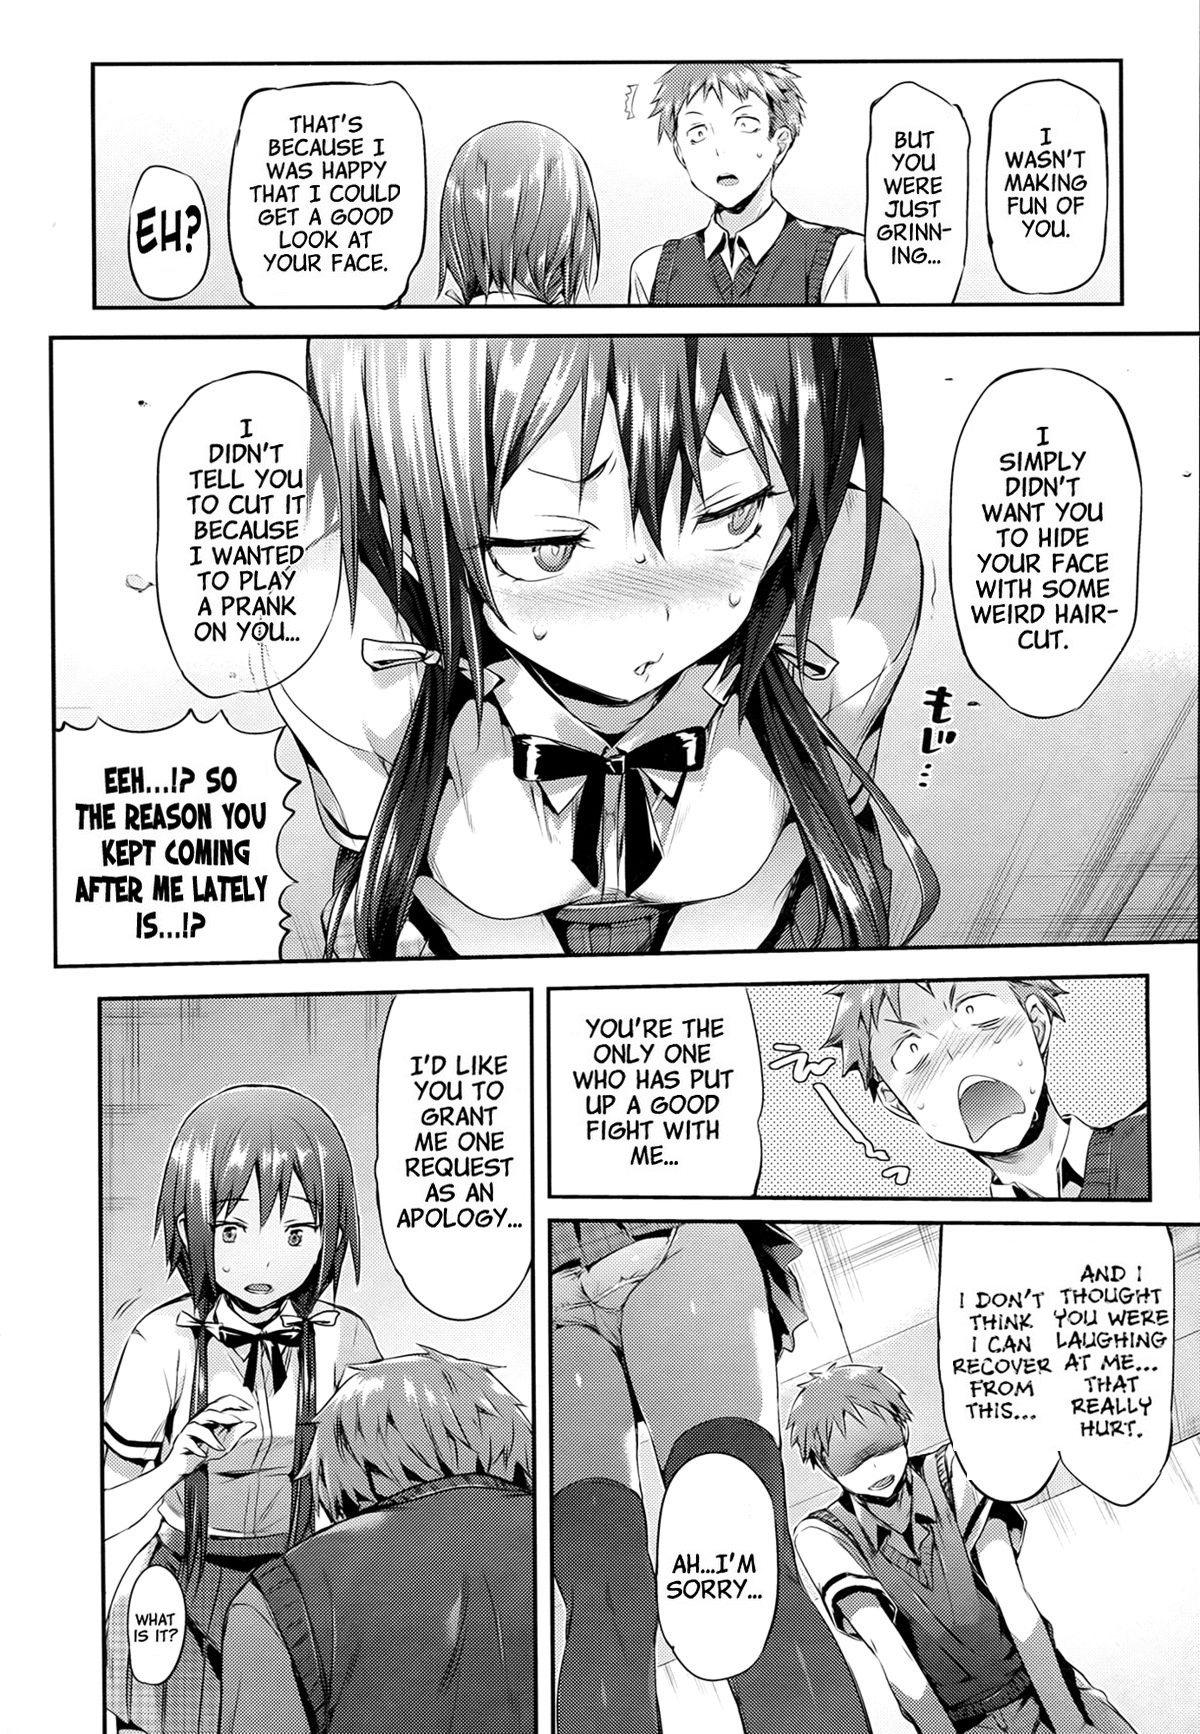 I
WASN'T
MAKING
FUN OF
YOU.
BUT
YOU
WERE
JUST
GRINN-
ING...
THAT'S
BECAUSE I
WAS HAPPY
THAT I COULD
GET A GOOD
LOOK AT
YOUR FACE.
EH?
I
SIMPLY
DIDN'T
WANT YOU
TO HIDE
YOUR FACE
WITH SOME
WEIRD HAIR-
CUT.
もじ...
I
DIDN'T
TELL YOU
TO CUT IT
BECAUSE
I WANTED
TO PLAY
A PRANK
ON YOU...
EEH...!? SO
THE REASON YOU
KEPT COMING
AFTER ME LATELY
IS...!?
YOU'RE THE
ONLY ONE
WHO HAS PUT
UP A GOOD
FIGHT WITH
ME...
AND I
THOUGHT
YOU WERE
LAUGHING
AT ME...
THAT
REALLY
HURT.
I DON'T
THINK
I CAN
RECOVER
FROM
THIS...
AH...I'M
SORRY...
I'D LIKE
YOU TO
GRANT
ME ONE
REQUEST
AS AN
APOLOGY...
WHAT
IS IT?